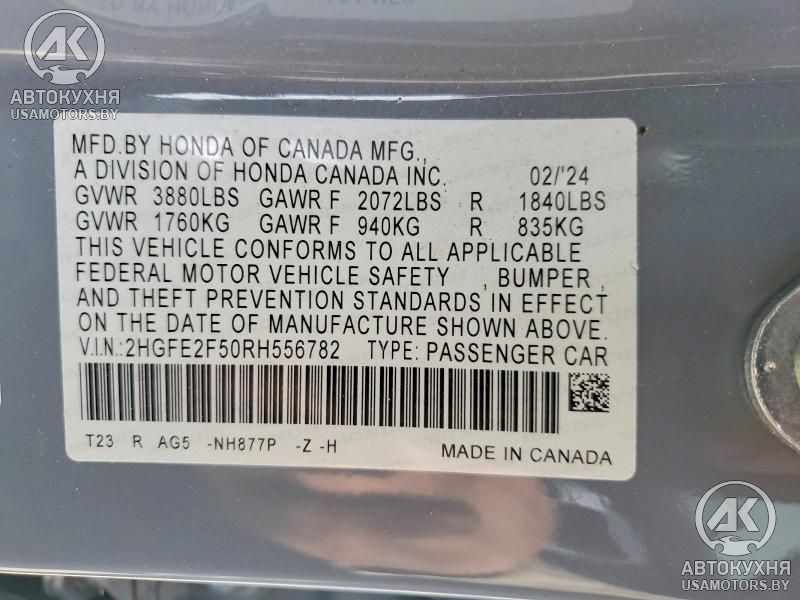 AK
АВТОКУХНЯ
USAMOTORS.BY
MFD.BY HONDA OF CANADA MFG.,
A DIVISION OF HONDA CANADA INC. 02/'24
GVWR 3880LBS GAWR F 2072LBS R 1840LBS
GVWR 1760KG GAWR F 940KG R 835KG
THIS VEHICLE CONFORMS TO ALL APPLICABLE
FEDERAL MOTOR VEHICLE SAFETY , BUMPER ,
AND THEFT PREVENTION STANDARDS IN EFFECT
ON THE DATE OF MANUFACTURE SHOWN ABOVE.
V.I.N.:2HGFE2F50RH556782 TYPE: PASSENGER CAR
T23 R AG5 -NH877P -Z -H MADE IN CANADA
AK
АВТОКУХНЯ
USAMOTORS.BY